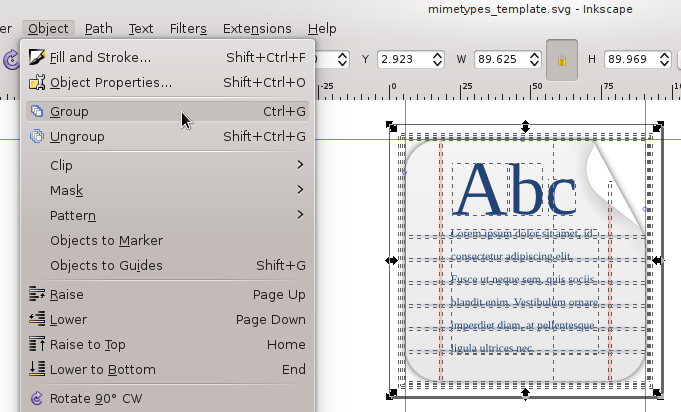 mimetypes_template.svg - Inkscape
Object Path Text Filters Extensions Help
Fill and Stroke... Shift+Ctrl+F
Y 2.923 W 89.625 H 89.969
Object Properties... Shift+Ctrl+O
-25 0 25 50 75
Group Ctrl+G
Ungroup Shift+Ctrl+G
Clip
Mask
Pattern
Objects to Marker
Objects to Guides Shift+G
Raise Page Up
Lower Page Down
Raise to Top Home
Lower to Bottom End
Rotate 90° CW
Abc
Lorem ipsum dolor sit amet, id
consectetur adipiscing elit.
Fusce ut neque sem, quis sociis
blandit enim. Vestibulum ornare
imperdiet diam, at pellentesque
ligula ultrices nec.